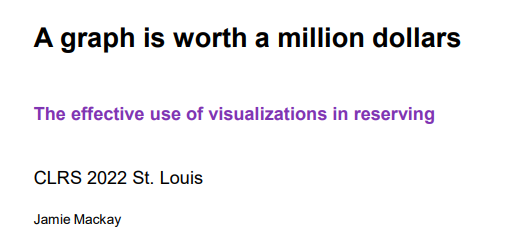 A graph is worth a million dollars
The effective use of visualizations in reserving
CLRS 2022 St. Louis
Jamie Mackay